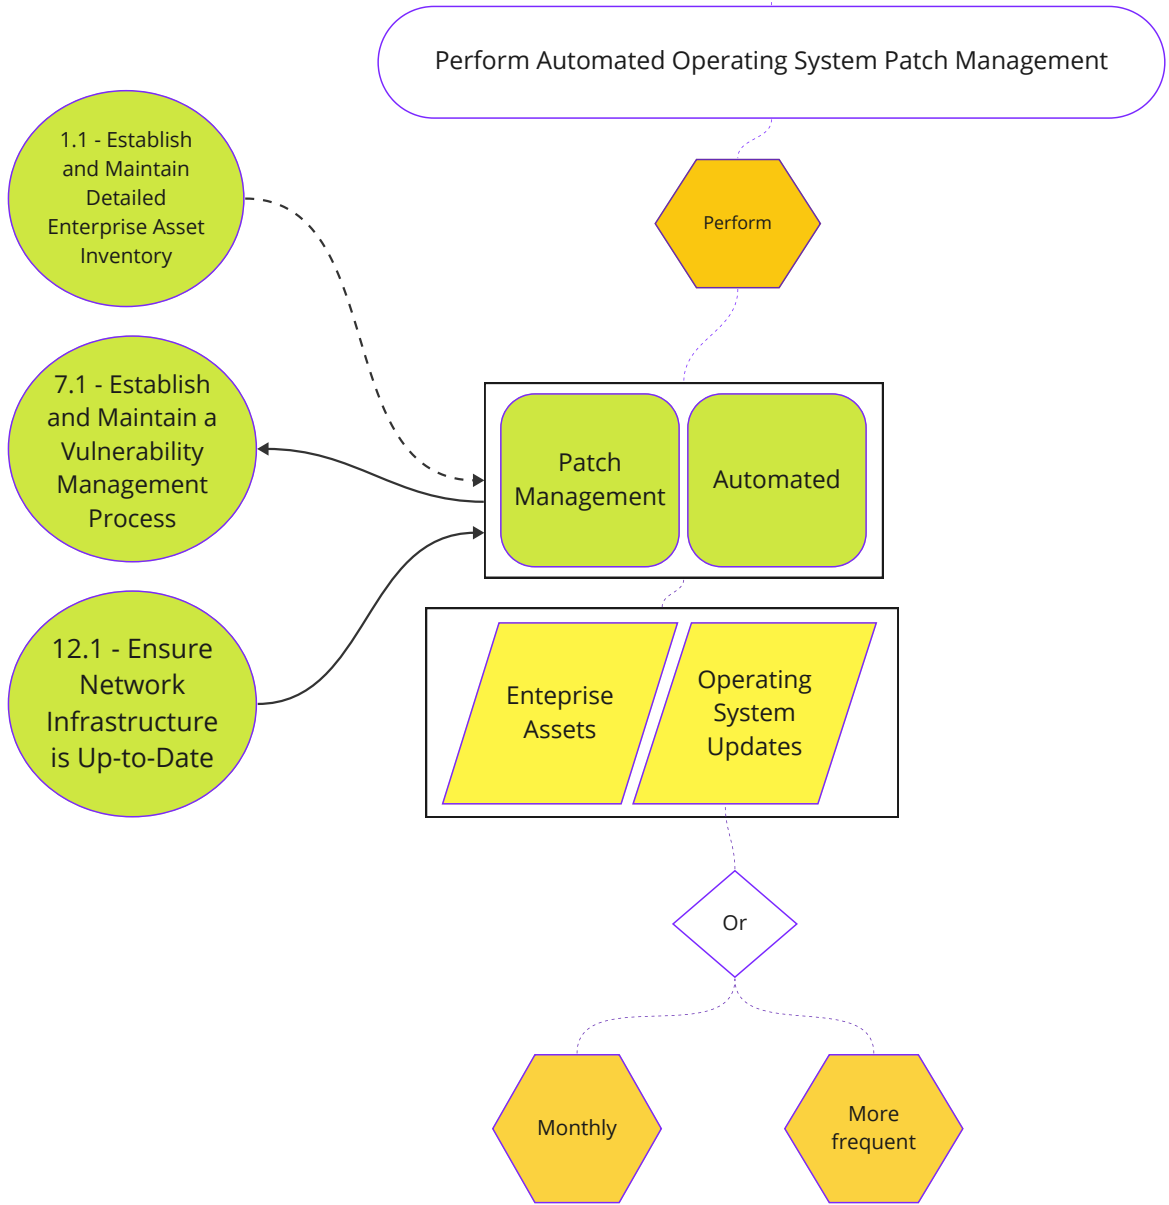 Perform Automated Operating System Patch Management
1.1 - Establish
and Maintain
Detailed
Enterprise Asset
Inventory
Perform
7.1 - Establish
and Maintain a
Vulnerability
Management
Process
Patch
Management
Automated
12.1 - Ensure
Network
Infrastructure
is Up-to-Date
Enteprise
Assets
Operating
System
Updates
Or
Monthly
More
frequent